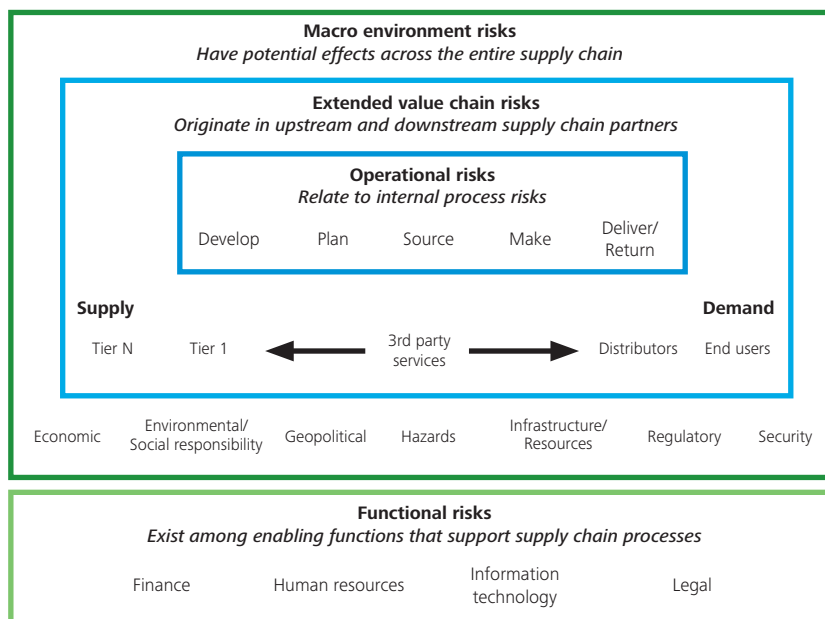 Macro environment risks
Have potential effects across the entire supply chain
Extended value chain risks
Originate in upstream and downstream supply chain partners
Operational risks
Relate to internal process risks
Develop
Plan
Source
Make
Deliver/
Return
Supply
Demand
Tier N
Tier 1
3rd party
services
Distributors
End users
Economic
Environmental/
Social responsibility
Geopolitical
Hazards
Infrastructure/
Resources
Regulatory
Security
Functional risks
Exist among enabling functions that support supply chain processes
Finance
Human resources
Information
technology
Legal